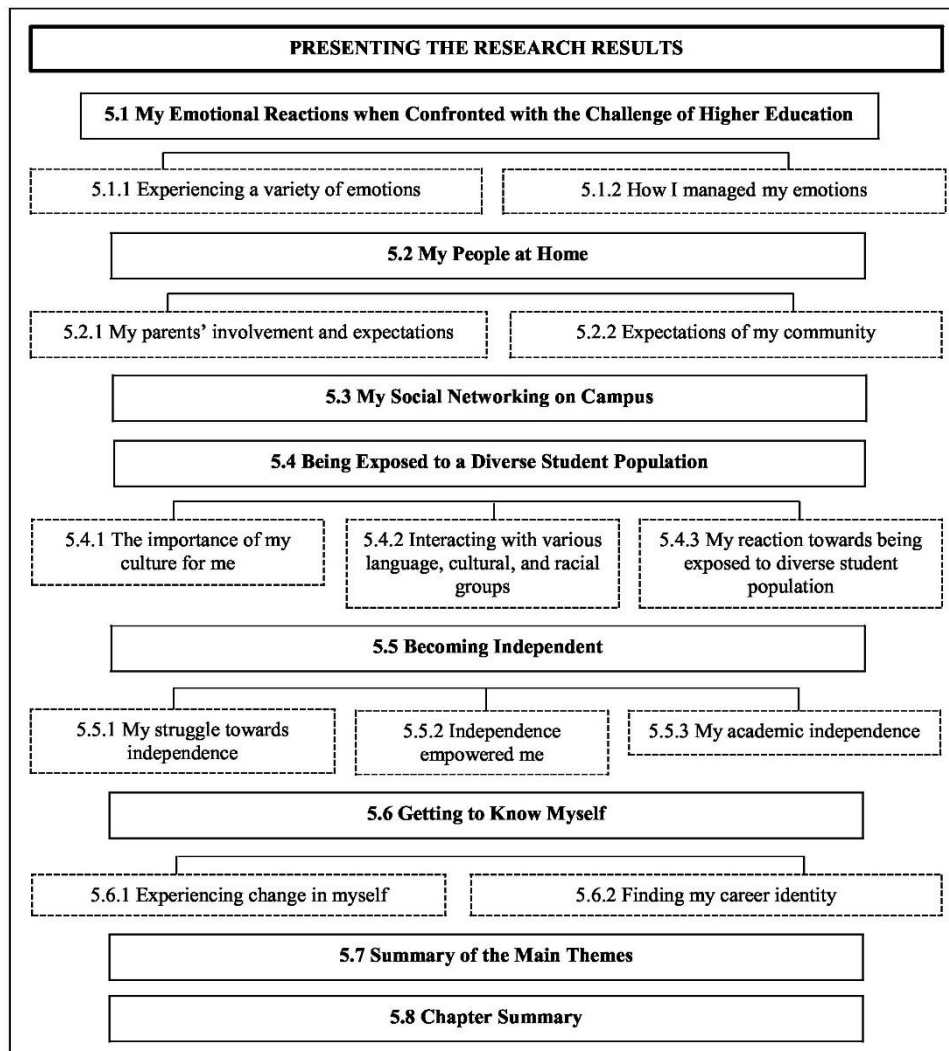 PRESENTING THE RESEARCH RESULTS
5.1 My Emotional Reactions when Confronted with the Challenge of Higher Education
5.1.1 Experiencing a variety of emotions
5.1.2 How I managed my emotions
5.2 My People at Home
5.2.1 My parents’ involvement and expectations
5.2.2 Expectations of my community
5.3 My Social Networking on Campus
5.4 Being Exposed to a Diverse Student Population
5.4.1 The importance of my
culture for me
5.4.2 Interacting with various
language, cultural, and racial
groups
5.4.3 My reaction towards being
exposed to diverse student
population
5.5 Becoming Independent
5.5.1 My struggle towards
independence
5.5.2 Independence
empowered me
5.5.3 My academic independence
5.6 Getting to Know Myself
5.6.1 Experiencing change in myself
5.6.2 Finding my career identity
5.7 Summary of the Main Themes
5.8 Chapter Summary